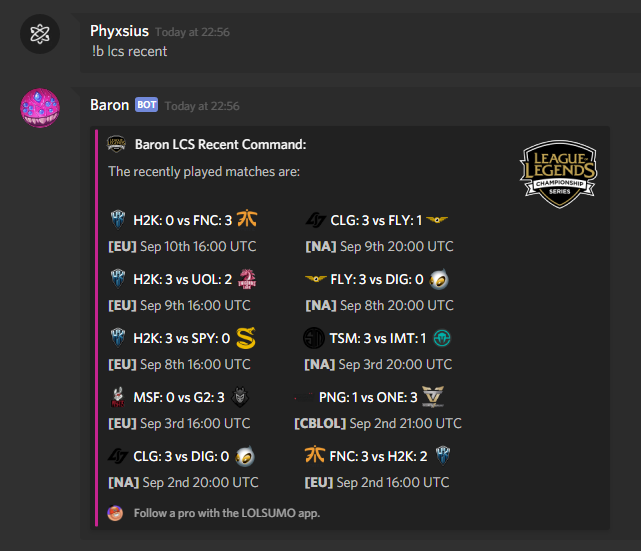 Phyxsius Today at 22:56
!b lcs recent
Baron BOT Today at 22:56
Baron LCS Recent Command:
LEAGUE OF
LEGENDS
CHAMPIONSHIP
SERIES
The recently played matches are:
H2K: 0 vs FNC: 3 CLG: 3 vs FLY: 1
[EU] Sep 10th 16:00 UTC [NA] Sep 9th 20:00 UTC
H2K: 3 vs UOL: 2 FLY: 3 vs DIG: 0
[EU] Sep 9th 16:00 UTC [NA] Sep 8th 20:00 UTC
H2K: 3 vs SPY: 0 TSM: 3 vs IMT: 1
[EU] Sep 8th 16:00 UTC [NA] Sep 3rd 20:00 UTC
MSF: 0 vs G2: 3 PNG: 1 vs ONE: 3
[EU] Sep 3rd 16:00 UTC [CBLOL] Sep 2nd 21:00 UTC
CLG: 3 vs DIG: 0 FNC: 3 vs H2K: 2
[NA] Sep 2nd 20:00 UTC [EU] Sep 2nd 16:00 UTC
Follow a pro with the LOLSUMO app.